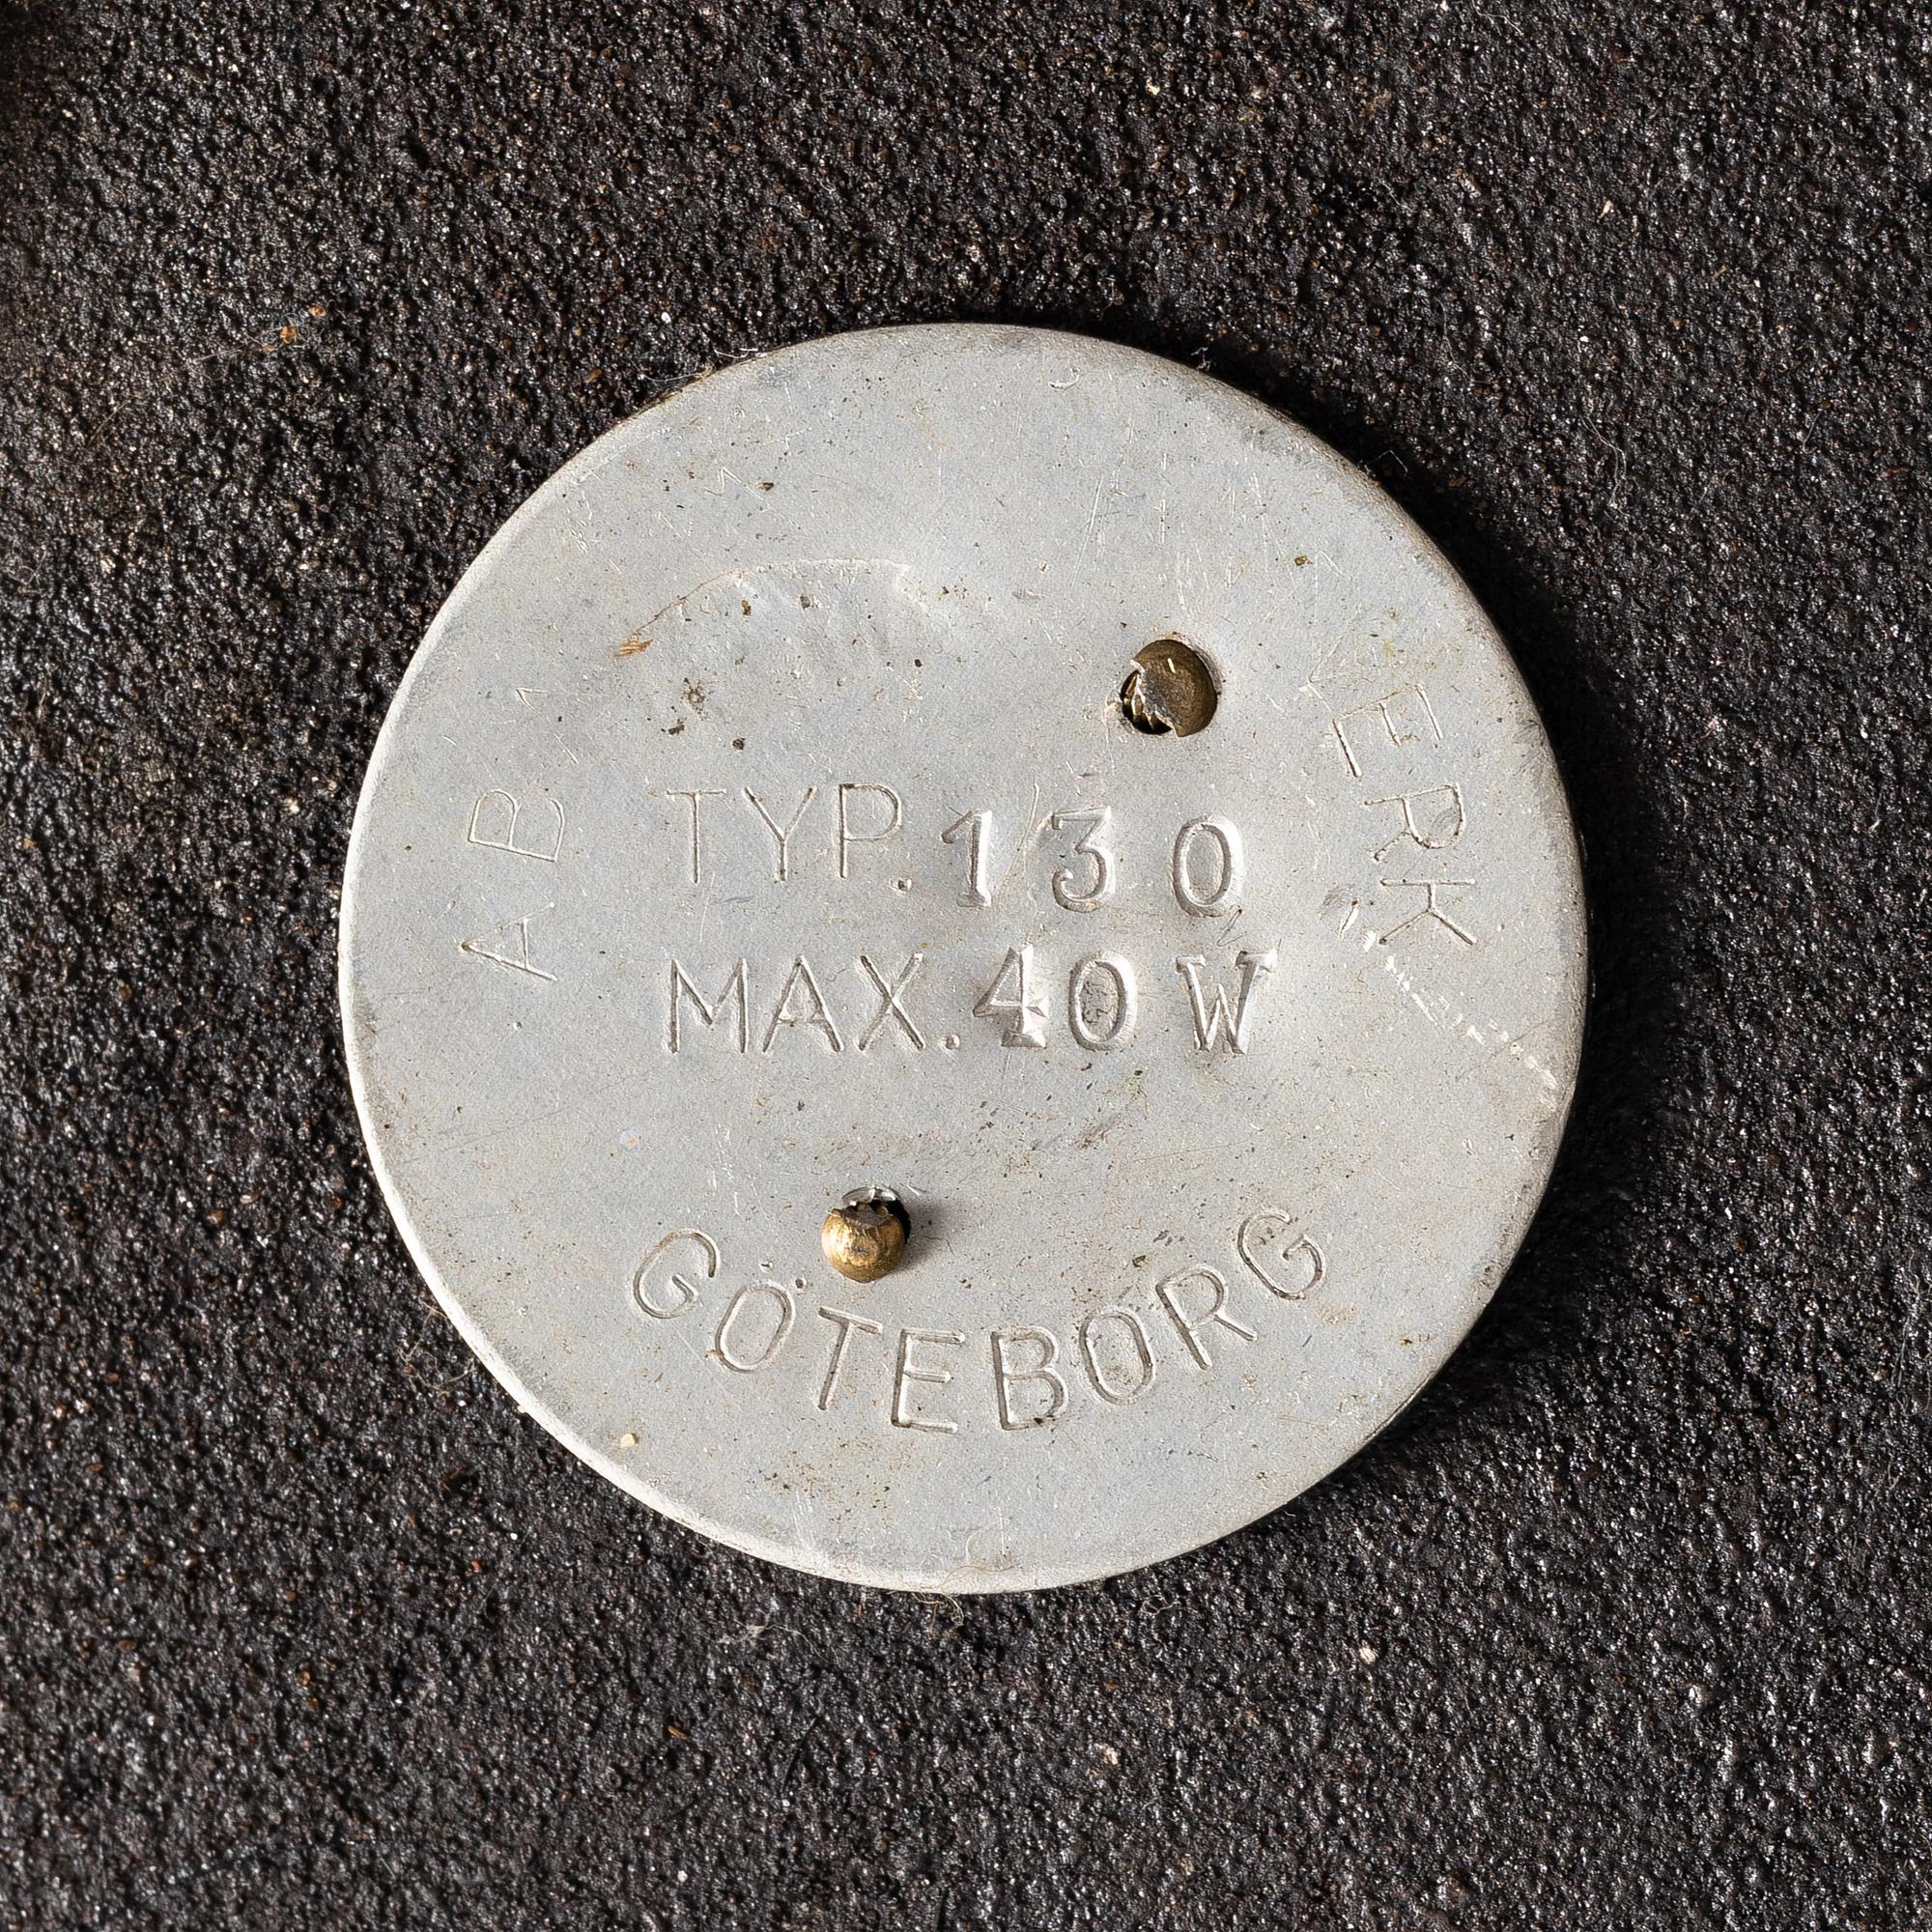 AB
ERK
TYP. 130
MAX. 40 W
GÖTEBORG